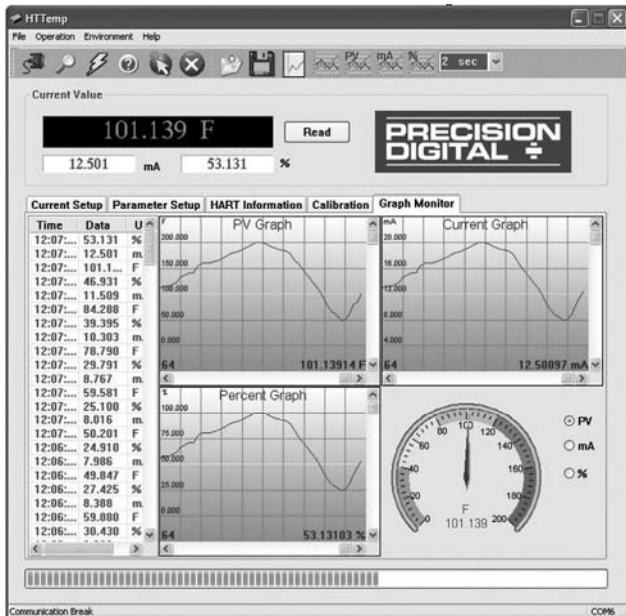 HTTemp
File Operation Environment Help
PV mA % 2 sec
Current Value
101.139 F
Read
PRECISION
DIGITAL
12.501 mA 53.131 %
Current Setup Parameter Setup HART Information Calibration Graph Monitor
Time Data U
12:07:... 53.131 %
12:07:... 12.501 m.
12:07:... 101.1... F
12:07:... 46.931 %
12:07:... 11.509 m.
12:07:... 84.288 F
12:07:... 39.395 %
12:07:... 10.303 m.
12:07:... 78.790 F
12:07:... 29.791 %
12:07:... 8.767 m.
12:07:... 59.581 F
12:07:... 25.100 %
12:07:... 8.016 m.
12:07:... 50.201 F
12:06:... 24.910 %
12:06:... 7.986 m.
12:06:... 49.847 F
12:06:... 27.425 %
12:06:... 8.388 m.
12:06:... 59.880 F
12:06:... 30.430 %
F PV Graph
200.000
150.000
100.000
0.000
64 101.13914 F
mA Current Graph
20.000
16.000
12.000
8.000
4.000
64 12.50097 mA
% Percent Graph
100.000
75.000
50.000
25.000
0.000
64 53.13103 %
0 20 40 60 80 100 120 140 160 180 200
F
101.139
PV
mA
%
Communication Break COM6